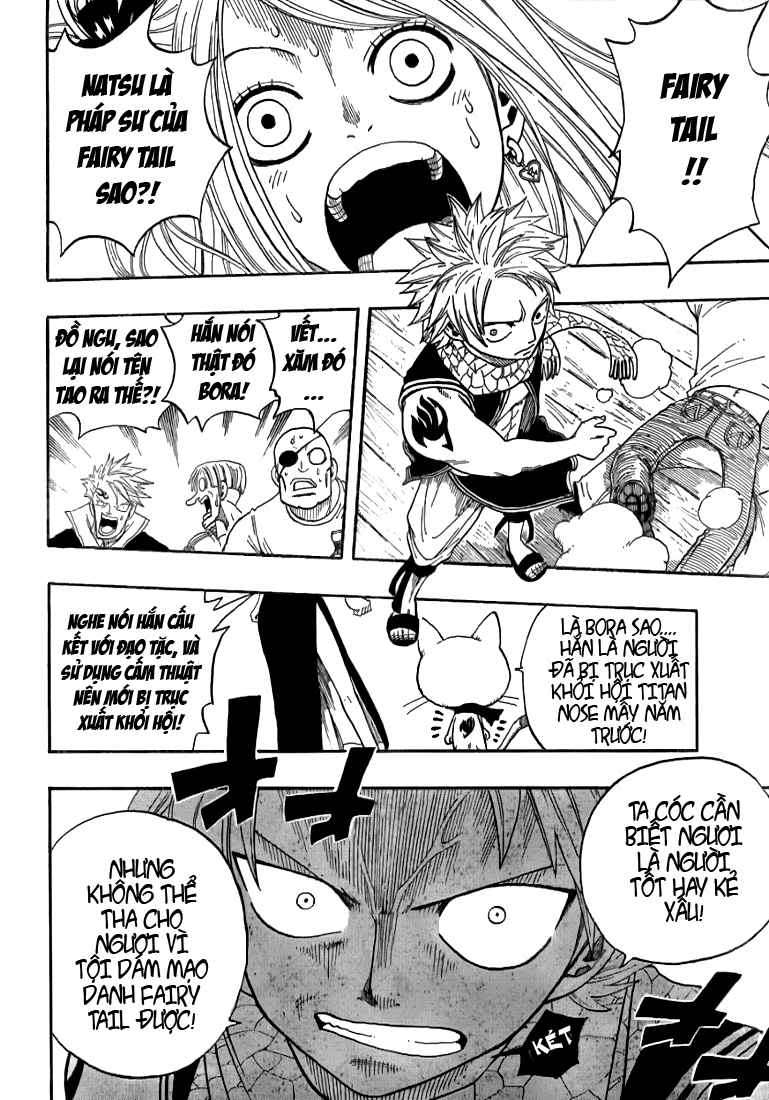 FAIRY
TAIL
!!
NATSU LÀ
PHÁP SƯ CỦA
FAIRY TAIL
SAO?!
VẾT...
XĂM ĐÓ
...
HẮN NÓI
THẬT ĐÓ
BORA!
ĐỒ NGU, SAO
LẠI NÓI TÊN
TAO RA THẾ?!
LÀ BORA SAO....
HẮN LÀ NGƯỜI
ĐÃ BỊ TRỤC XUẤT
KHỎI HỘI TITAN
NOSE MẤY NĂM
TRƯỚC!
NGHE NÓI HẮN CẤU
KẾT VỚI ĐẠO TẶC, VÀ
SỬ DỤNG CẤM THUẬT
NÊN MỚI BỊ TRỤC
XUẤT KHỎI HỘI!
TA CÓC CẦN
BIẾT NGƯƠI
LÀ NGƯỜI
TỐT HAY KẺ
XẤU!
NHƯNG
KHÔNG THỂ
THA CHO
NGƯƠI VÌ
TỘI DÁM MẠO
DANH FAIRY
TAIL ĐƯỢC!
KÉT